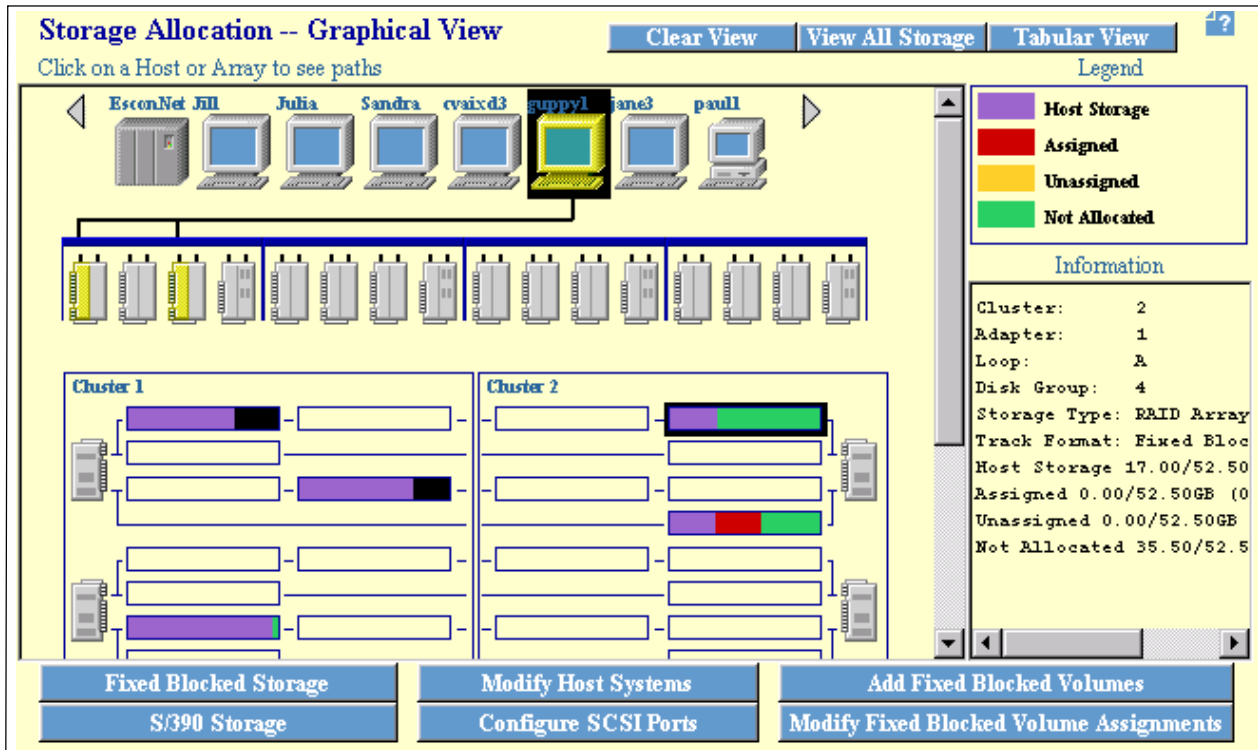 Storage Allocation -- Graphical View
Clear View
View All Storage
Tabular View
?
Click on a Host or Array to see paths
Legend
EsconNet Jill Julia Sandra cvaixd3 guppy1 jane3 paul1
Host Storage
Assigned
Unassigned
Not Allocated
Information
Cluster: 2
Adapter: 1
Loop: A
Disk Group: 4
Storage Type: RAID Array
Track Format: Fixed Bloc
Host Storage 17.00/52.50
Assigned 0.00/52.50GB (0
Unassigned 0.00/52.50GB
Not Allocated 35.50/52.5
Cluster 1
Cluster 2
Fixed Blocked Storage
Modify Host Systems
Add Fixed Blocked Volumes
S/390 Storage
Configure SCSI Ports
Modify Fixed Blocked Volume Assignments